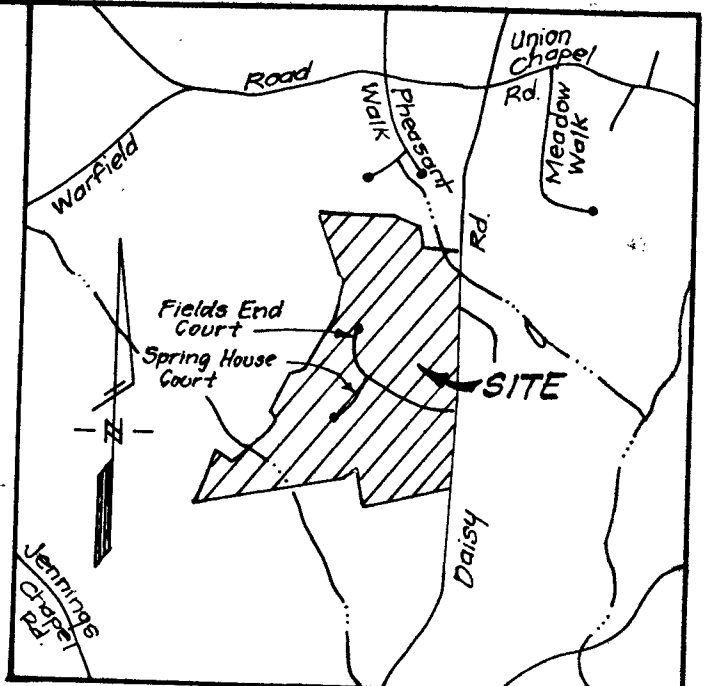 Union
Chapel
Rd.
Road
Warfield
Pheasant
Walk
Meadow
Walk
Rd.
Fields End
Court
Spring House
Court
SITE
N
Daisy
Jennings
Chapel
Rd.